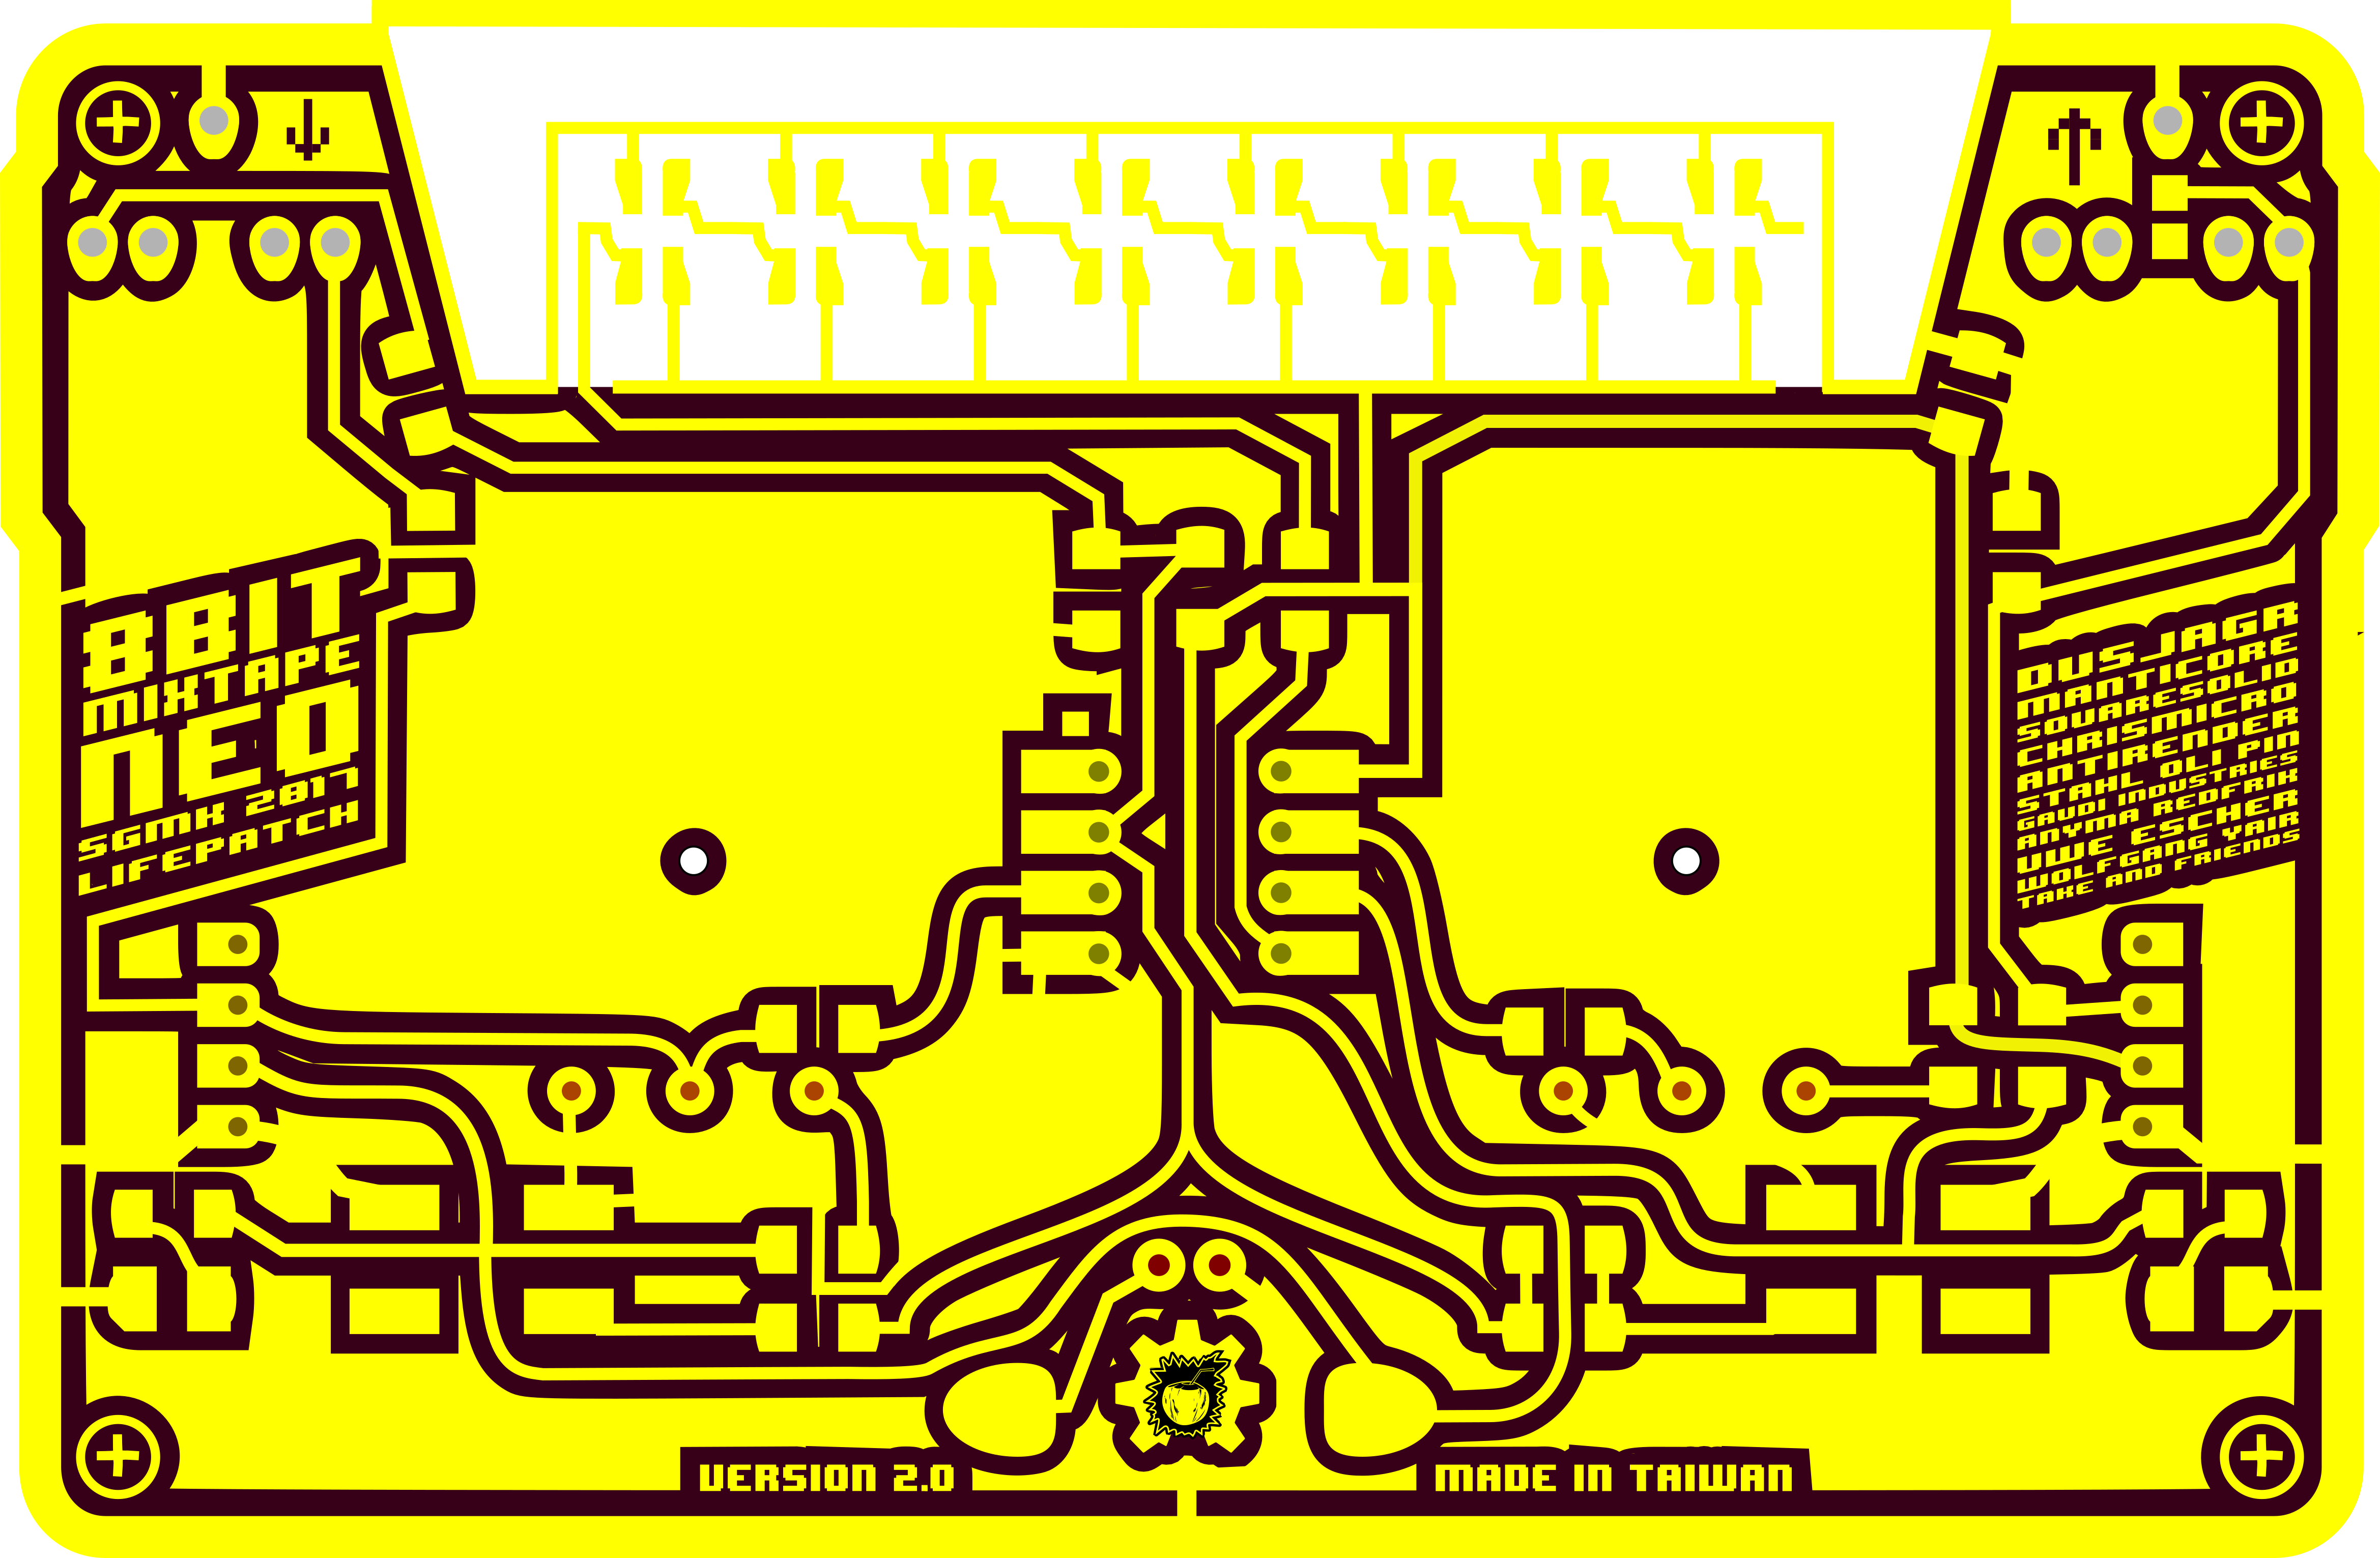 8BIT
MIXTAPE
NEO
SGMK 2017
LIFEPATCH
DUSJAGR
MANTICORE
SQUARESOLID
CHRISMICRO
ANTIRENDER
STAHL OLI PIN
GAUDI INDUSTRIES
ANYMA REDFRIK
UWE ESCHER
WOLFGANG YAIR
TAKE AND FRIENDS
VERSION 2.0
MADE IN TAIWAN